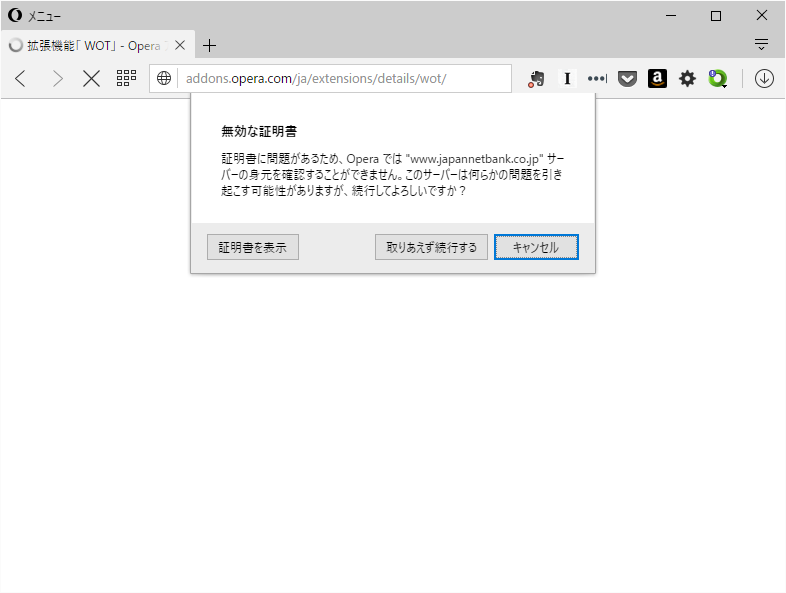 メニュー
拡張機能「 WOT」 - Opera
addons.opera.com/ja/extensions/details/wot/
無効な証明書
証明書に問題があるため、Opera では "www.japannetbank.co.jp" サー
バーの身元を確認することができません。このサーバーは何らかの問題を引き
起こす可能性がありますが、続行してよろしいですか？
証明書を表示
取りあえず続行する
キャンセル